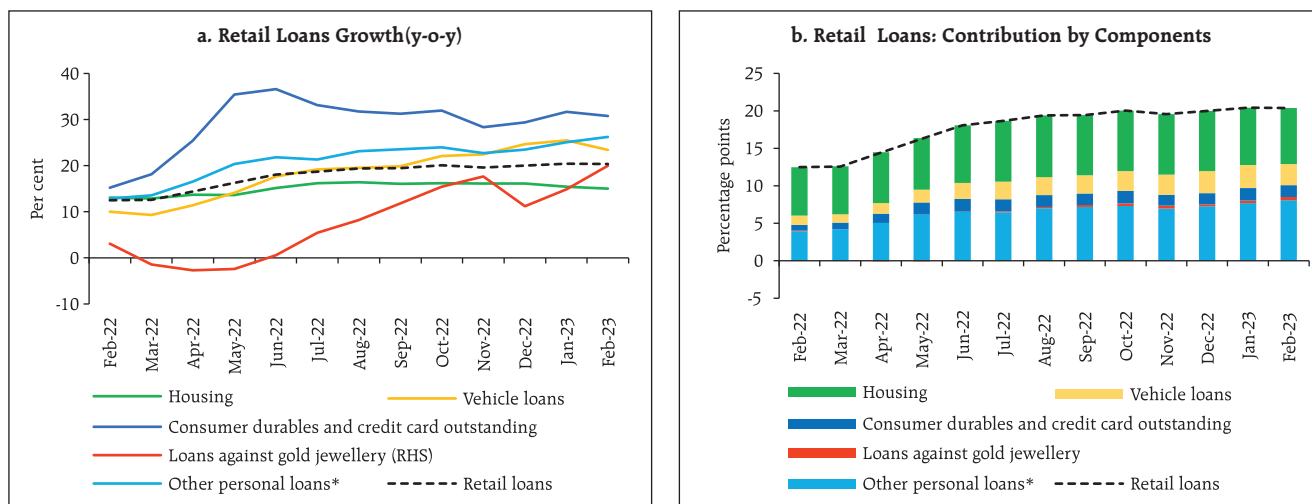 a. Retail Loans Growth(y-o-y)
Per cent
40
30
20
10
0
-10
Feb-22
Mar-22
Apr-22
May-22
Jun-22
Jul-22
Aug-22
Sep-22
Oct-22
Nov-22
Dec-22
Jan-23
Feb-23
Housing
Vehicle loans
Consumer durables and credit card outstanding
Loans against gold jewellery (RHS)
Other personal loans*
Retail loans
b. Retail Loans: Contribution by Components
Percentage points
25
20
15
10
5
0
-5
Feb-22
Mar-22
Apr-22
May-22
Jun-22
Jul-22
Aug-22
Sep-22
Oct-22
Nov-22
Dec-22
Jan-23
Feb-23
Housing
Vehicle loans
Consumer durables and credit card outstanding
Loans against gold jewellery
Other personal loans*
Retail loans